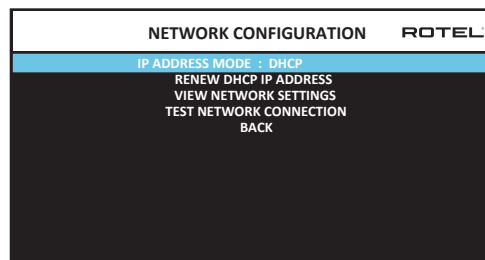 NETWORK CONFIGURATION ROTEL
IP ADDRESS MODE : DHCP
RENEW DHCP IP ADDRESS
VIEW NETWORK SETTINGS
TEST NETWORK CONNECTION
BACK